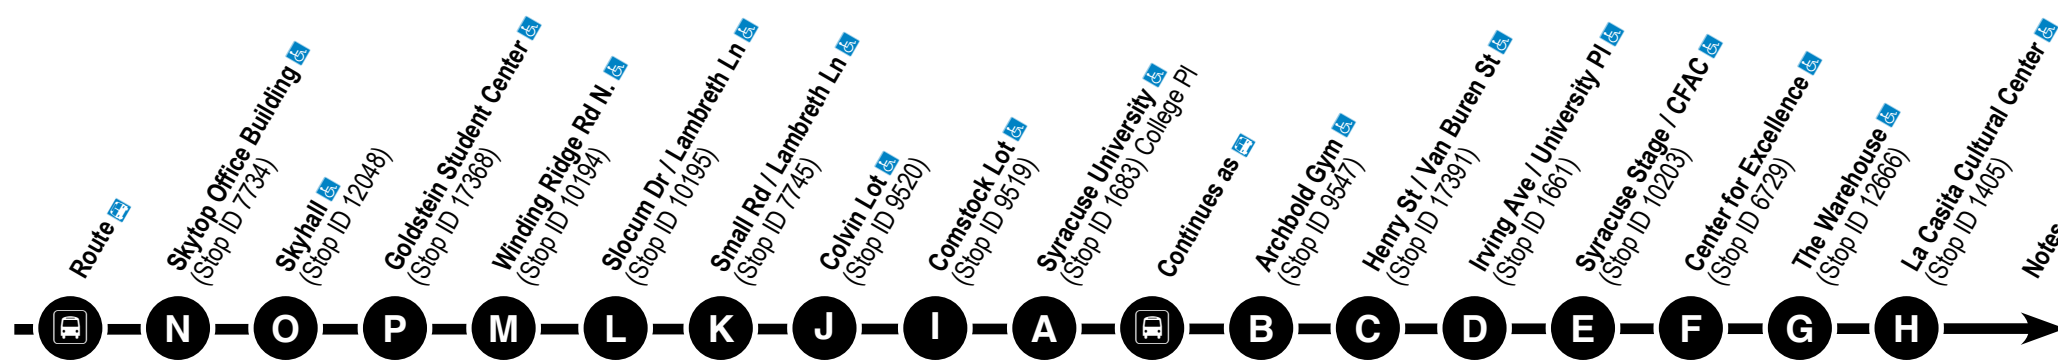 Route
Skytop Office Building
(Stop ID 7734)
Skyhall
(Stop ID 12048)
Goldstein Student Center
(Stop ID 17368)
Winding Ridge Rd N.
(Stop ID 10194)
Slocum Dr / Lambreth Ln
(Stop ID 10195)
Small Rd / Lambreth Ln
(Stop ID 7745)
Colvin Lot
(Stop ID 9520)
Comstock Lot
(Stop ID 9519)
Syracuse University
(Stop ID 1683) College Pl
Continues as
Archbold Gym
(Stop ID 9547)
Henry St / Van Buren St
(Stop ID 17391)
Irving Ave / University Pl
(Stop ID 1661)
Syracuse Stage / CFAC
(Stop ID 10203)
Center for Excellence
(Stop ID 6729)
The Warehouse
(Stop ID 12666)
La Casita Cultural Center
(Stop ID 1405)
Notes
N O P M L K J I A B C D E F G H